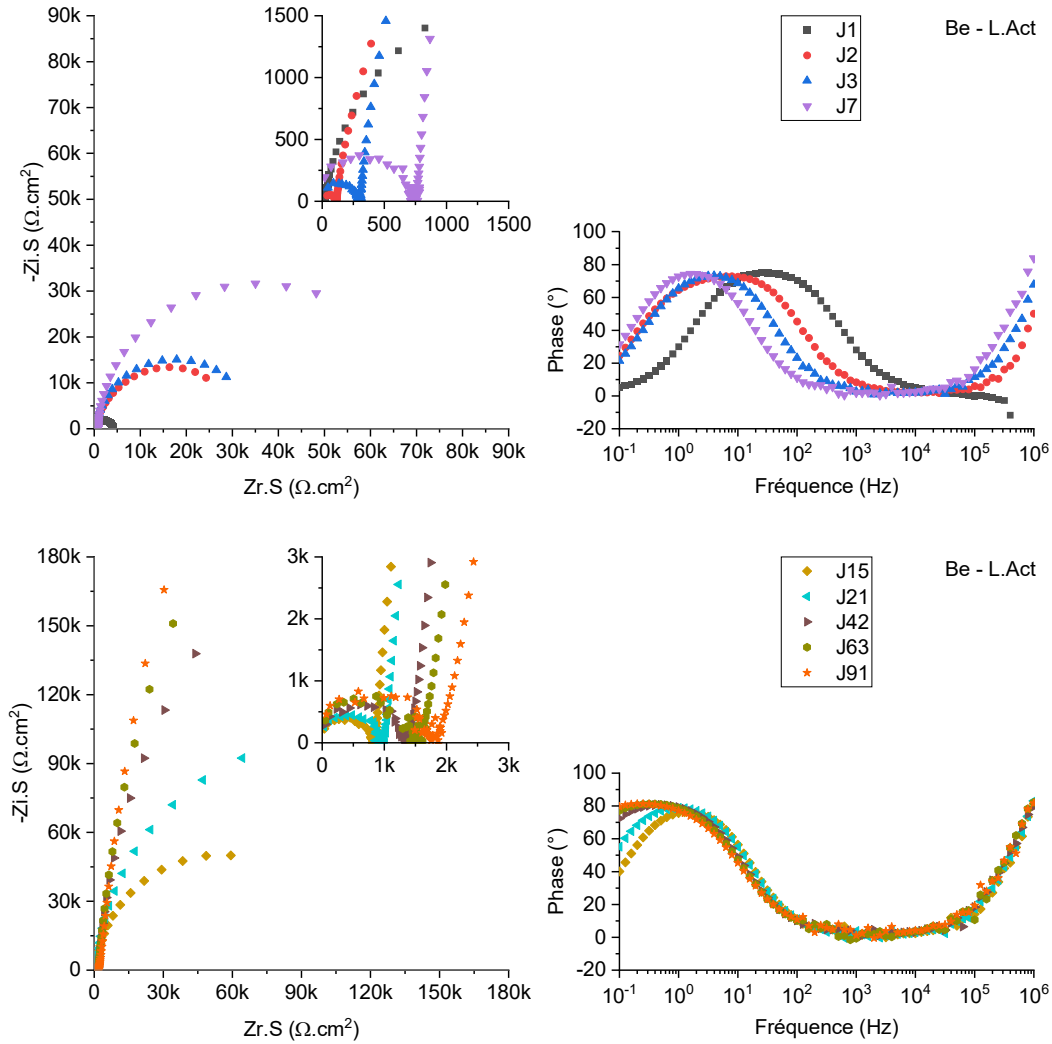 90k
80k
70k
60k
50k
40k
30k
20k
10k
0
-Zi.S (Ω.cm²)
0 10k 20k 30k 40k 50k 60k 70k 80k 90k
Zr.S (Ω.cm²)
1500
1000
500
0
0 500 1000 1500
J1
J2
J3
J7
Be - L.Act
100
80
60
40
20
0
-20
Phase (°)
10⁻¹ 10⁰ 10¹ 10² 10³ 10⁴ 10⁵ 10⁶
Fréquence (Hz)
180k
150k
120k
90k
60k
30k
0
-Zi.S (Ω.cm²)
0 30k 60k 90k 120k 150k 180k
Zr.S (Ω.cm²)
3k
2k
1k
0
0 1k 2k 3k
J15
J21
J42
J63
J91
Be - L.Act
100
80
60
40
20
0
-20
Phase (°)
10⁻¹ 10⁰ 10¹ 10² 10³ 10⁴ 10⁵ 10⁶
Fréquence (Hz)